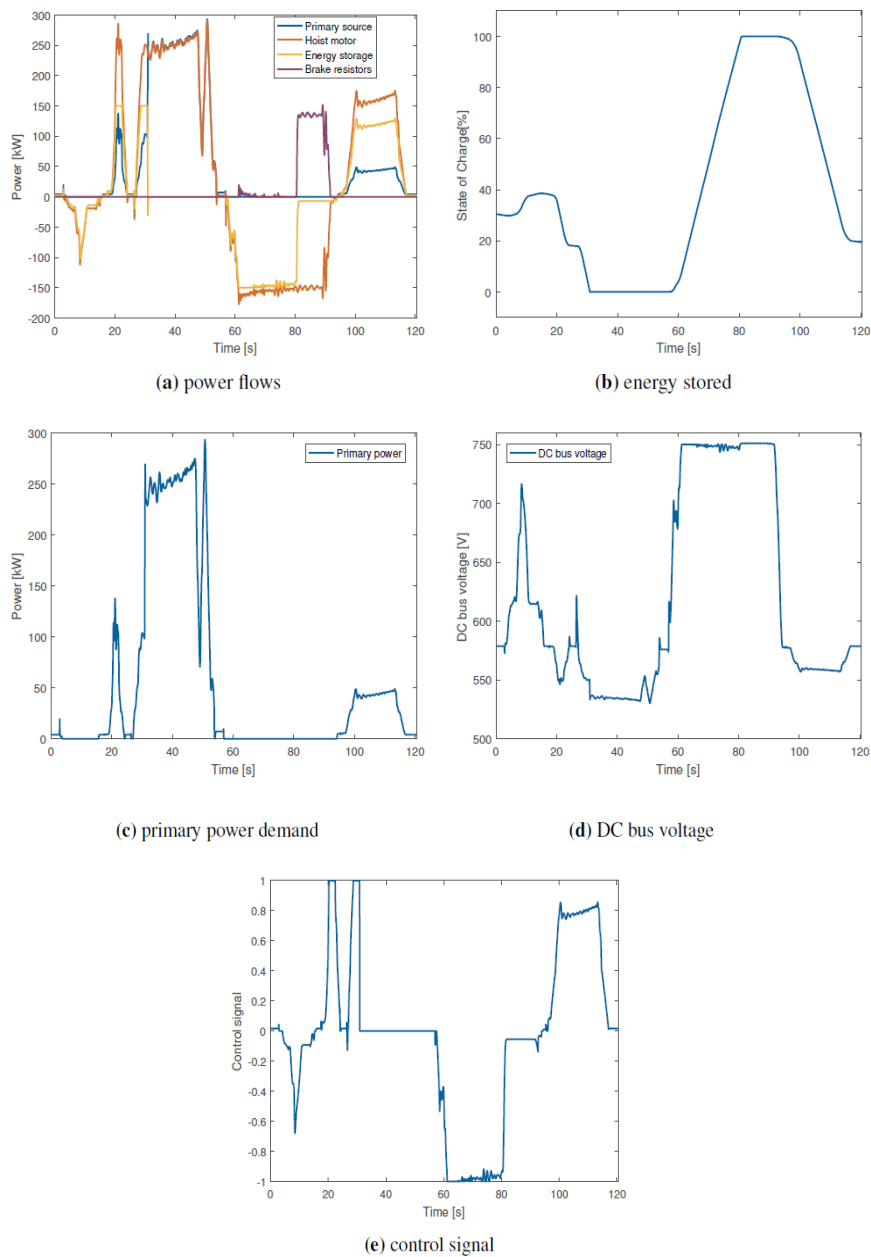 300
250
200
150
100
50
0
-50
-100
-150
-200
Power [kW]
Primary source
Hoist motor
Energy storage
Brake resistors
0 20 40 60 80 100 120
Time [s]
(a) power flows
100
80
60
40
20
0
State of Charge[%]
0 20 40 60 80 100 120
Time [s]
(b) energy stored
300
250
200
150
100
50
0
Power [kW]
Primary power
0 20 40 60 80 100 120
Time [s]
(c) primary power demand
750
700
650
600
550
500
DC bus voltage [V]
DC bus voltage
0 20 40 60 80 100 120
Time [s]
(d) DC bus voltage
1
0.8
0.6
0.4
0.2
0
-0.2
-0.4
-0.6
-0.8
-1
Control signal
0 20 40 60 80 100 120
Time [s]
(e) control signal